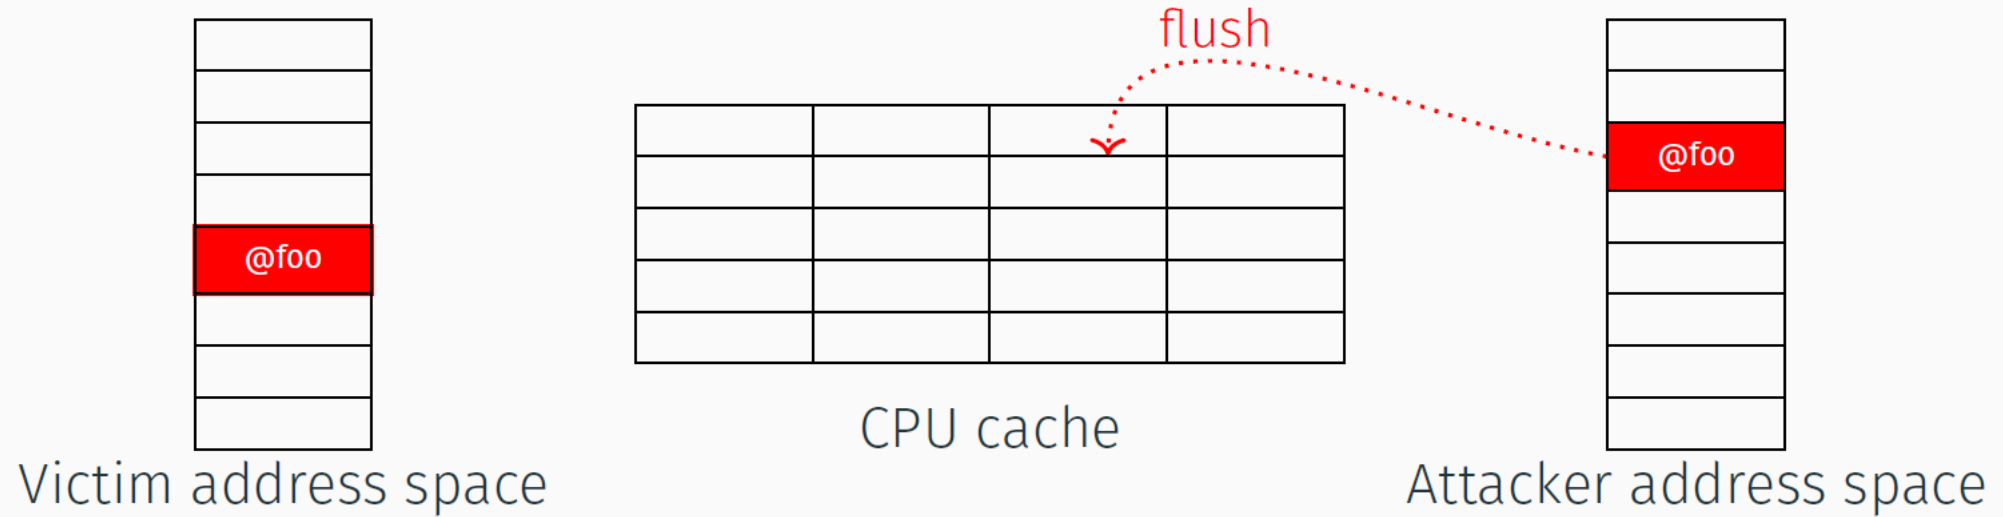 flush
@foo
@foo
CPU cache
Victim address space
Attacker address space